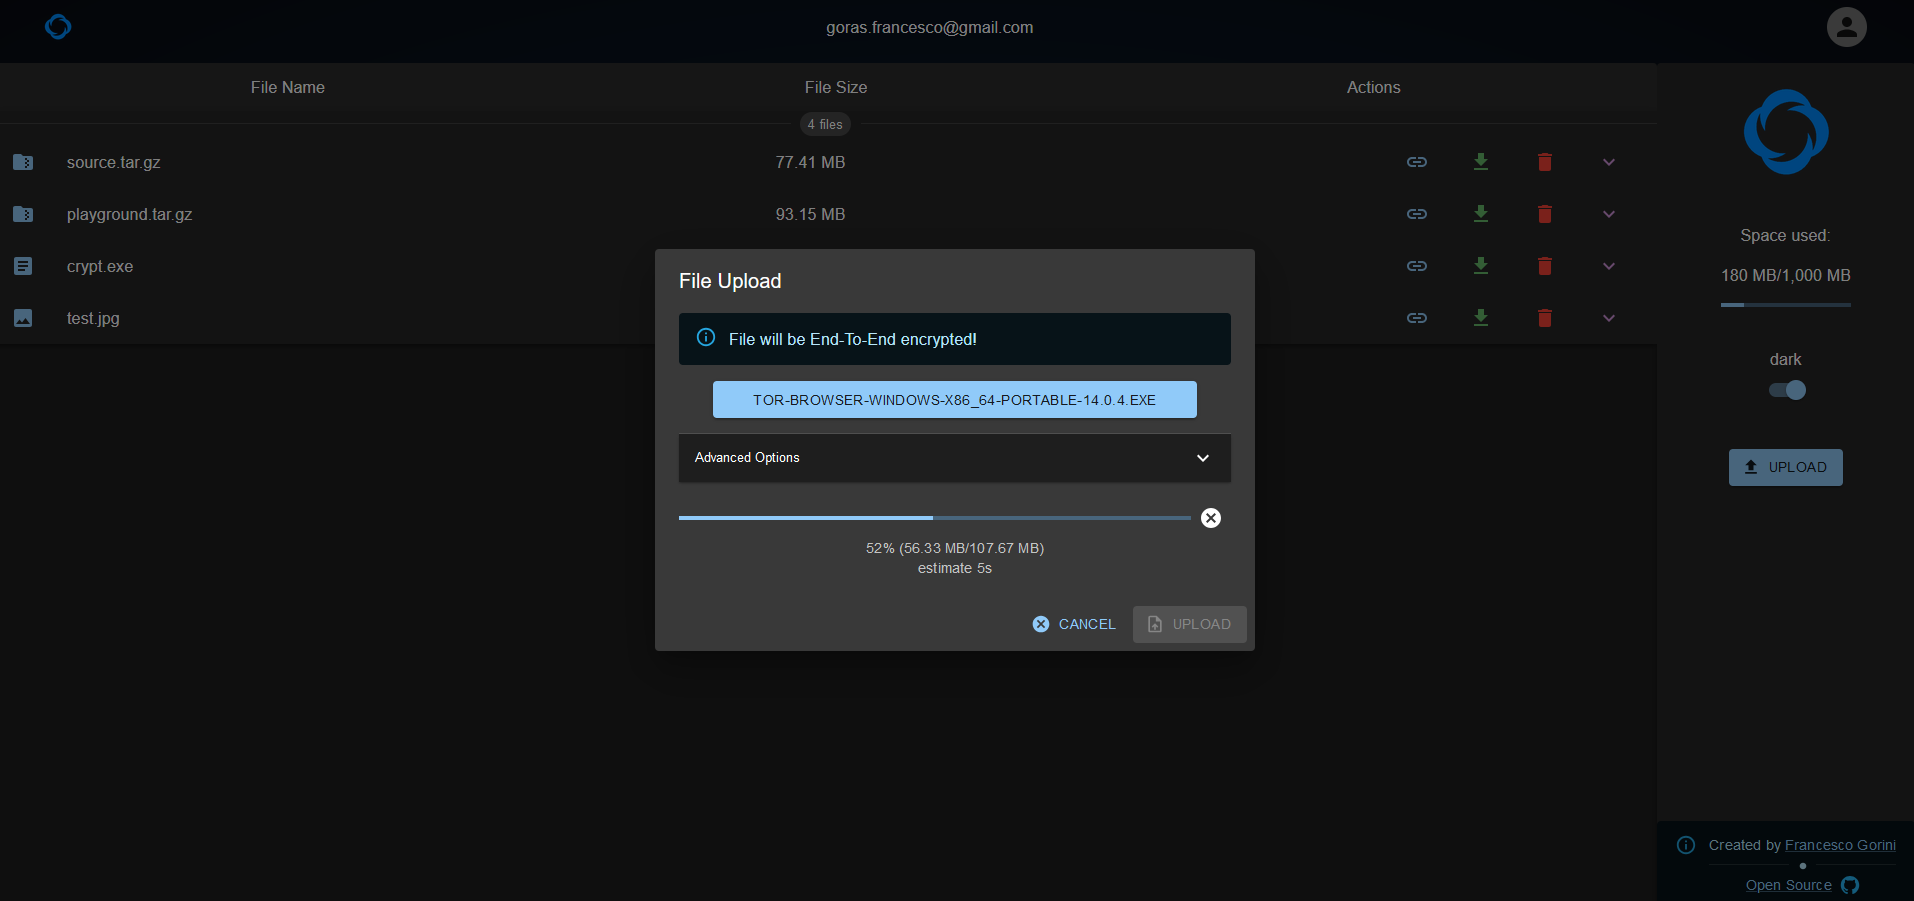 goras.francesco@gmail.com
File Name File Size Actions
4 files
source.tar.gz 77.41 MB
playground.tar.gz 93.15 MB
crypt.exe
test.jpg
File Upload
File will be End-To-End encrypted!
TOR-BROWSER-WINDOWS-X86_64-PORTABLE-14.0.4.EXE
Advanced Options
52% (56.33 MB/107.67 MB)
estimate 5s
CANCEL UPLOAD
Space used:
180 MB/1,000 MB
dark
UPLOAD
Created by Francesco Gorini
Open Source